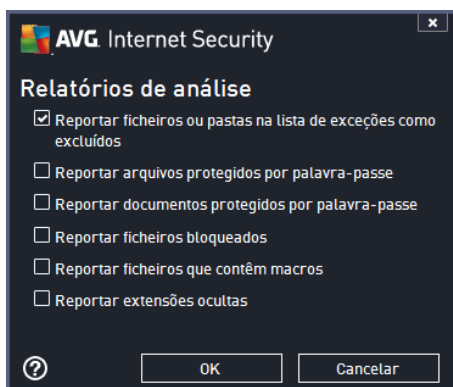 AVG. Internet Security
Relatórios de análise
Reportar ficheiros ou pastas na lista de exceções como
excluídos
Reportar arquivos protegidos por palavra-passe
Reportar documentos protegidos por palavra-passe
Reportar ficheiros bloqueados
Reportar ficheiros que contêm macros
Reportar extensões ocultas
OK
Cancelar